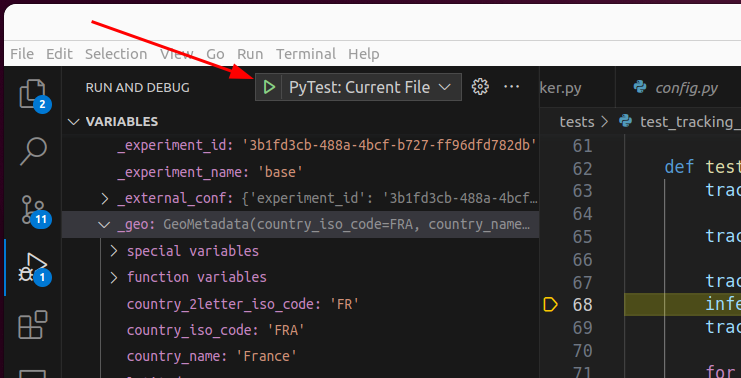 File Edit Selection View Go Run Terminal Help
RUN AND DEBUG
PyTest: Current File
ker.py
config.py
2
11
1
VARIABLES
_experiment_id: '3b1fd3cb-488a-4bcf-b727-ff96dfd782db'
_experiment_name: 'base'
_external_conf: {'experiment_id': '3b1fd3cb-488a-4bcf…
_geo: GeoMetadata(country_iso_code=FRA, country_name…
special variables
function variables
country_2letter_iso_code: 'FR'
country_iso_code: 'FRA'
country_name: 'France'
tests > test_tracking_
61
62 def test
63 trac
64
65 trac
66
67 trac
68 infe
69 trac
70
71 for